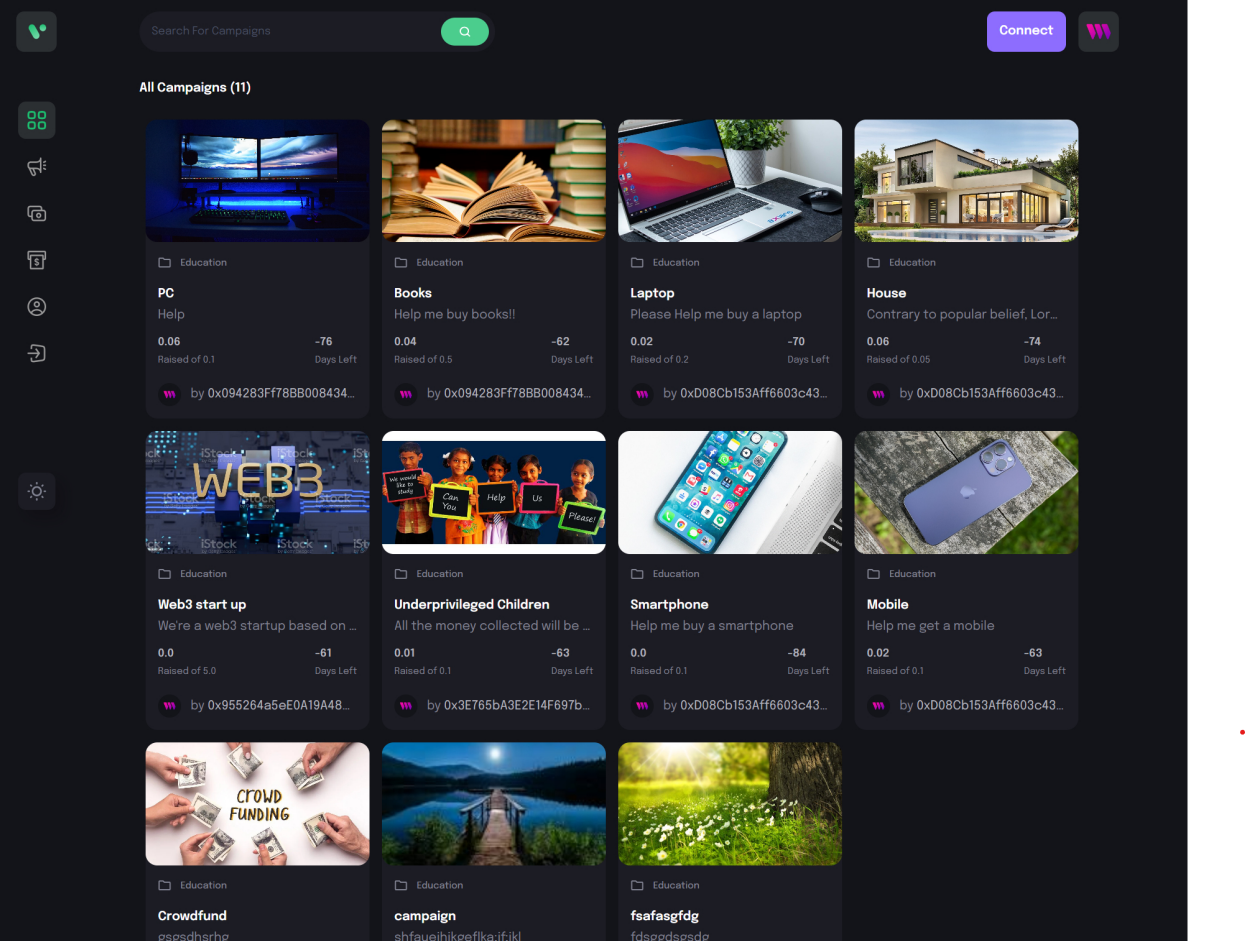 Search For Campaigns
Connect
All Campaigns (11)
Education
PC
Help
0.06 -76
Raised of 0.1 Days Left
by 0x094283Ff78BB008434...
Education
Books
Help me buy books!!
0.04 -62
Raised of 0.5 Days Left
by 0x094283Ff78BB008434...
Education
Laptop
Please Help me buy a laptop
0.02 -70
Raised of 0.2 Days Left
by 0xD08Cb153Aff6603c43...
Education
House
Contrary to popular belief, Lor...
0.06 -74
Raised of 0.05 Days Left
by 0xD08Cb153Aff6603c43...
iStock
WEB3
iStock
iStock
iStock
Education
Web3 start up
We're a web3 startup based on ...
0.0 -61
Raised of 5.0 Days Left
by 0x955264a5eE0A19A48...
We would
like to
study
Can
You
Help
Us
Please!
Education
Underprivileged Children
All the money collected will be ...
0.01 -63
Raised of 0.1 Days Left
by 0x3E765bA3E2E14F697b...
Education
Smartphone
Help me buy a smartphone
0.0 -84
Raised of 0.1 Days Left
by 0xD08Cb153Aff6603c43...
Education
Mobile
Help me get a mobile
0.02 -63
Raised of 0.1 Days Left
by 0xD08Cb153Aff6603c43...
CROWD
FUNDING
Education
Crowdfund
gsgsdhsrhg
Education
campaign
Education
fsafasgfdg
fdsggdsgsdg